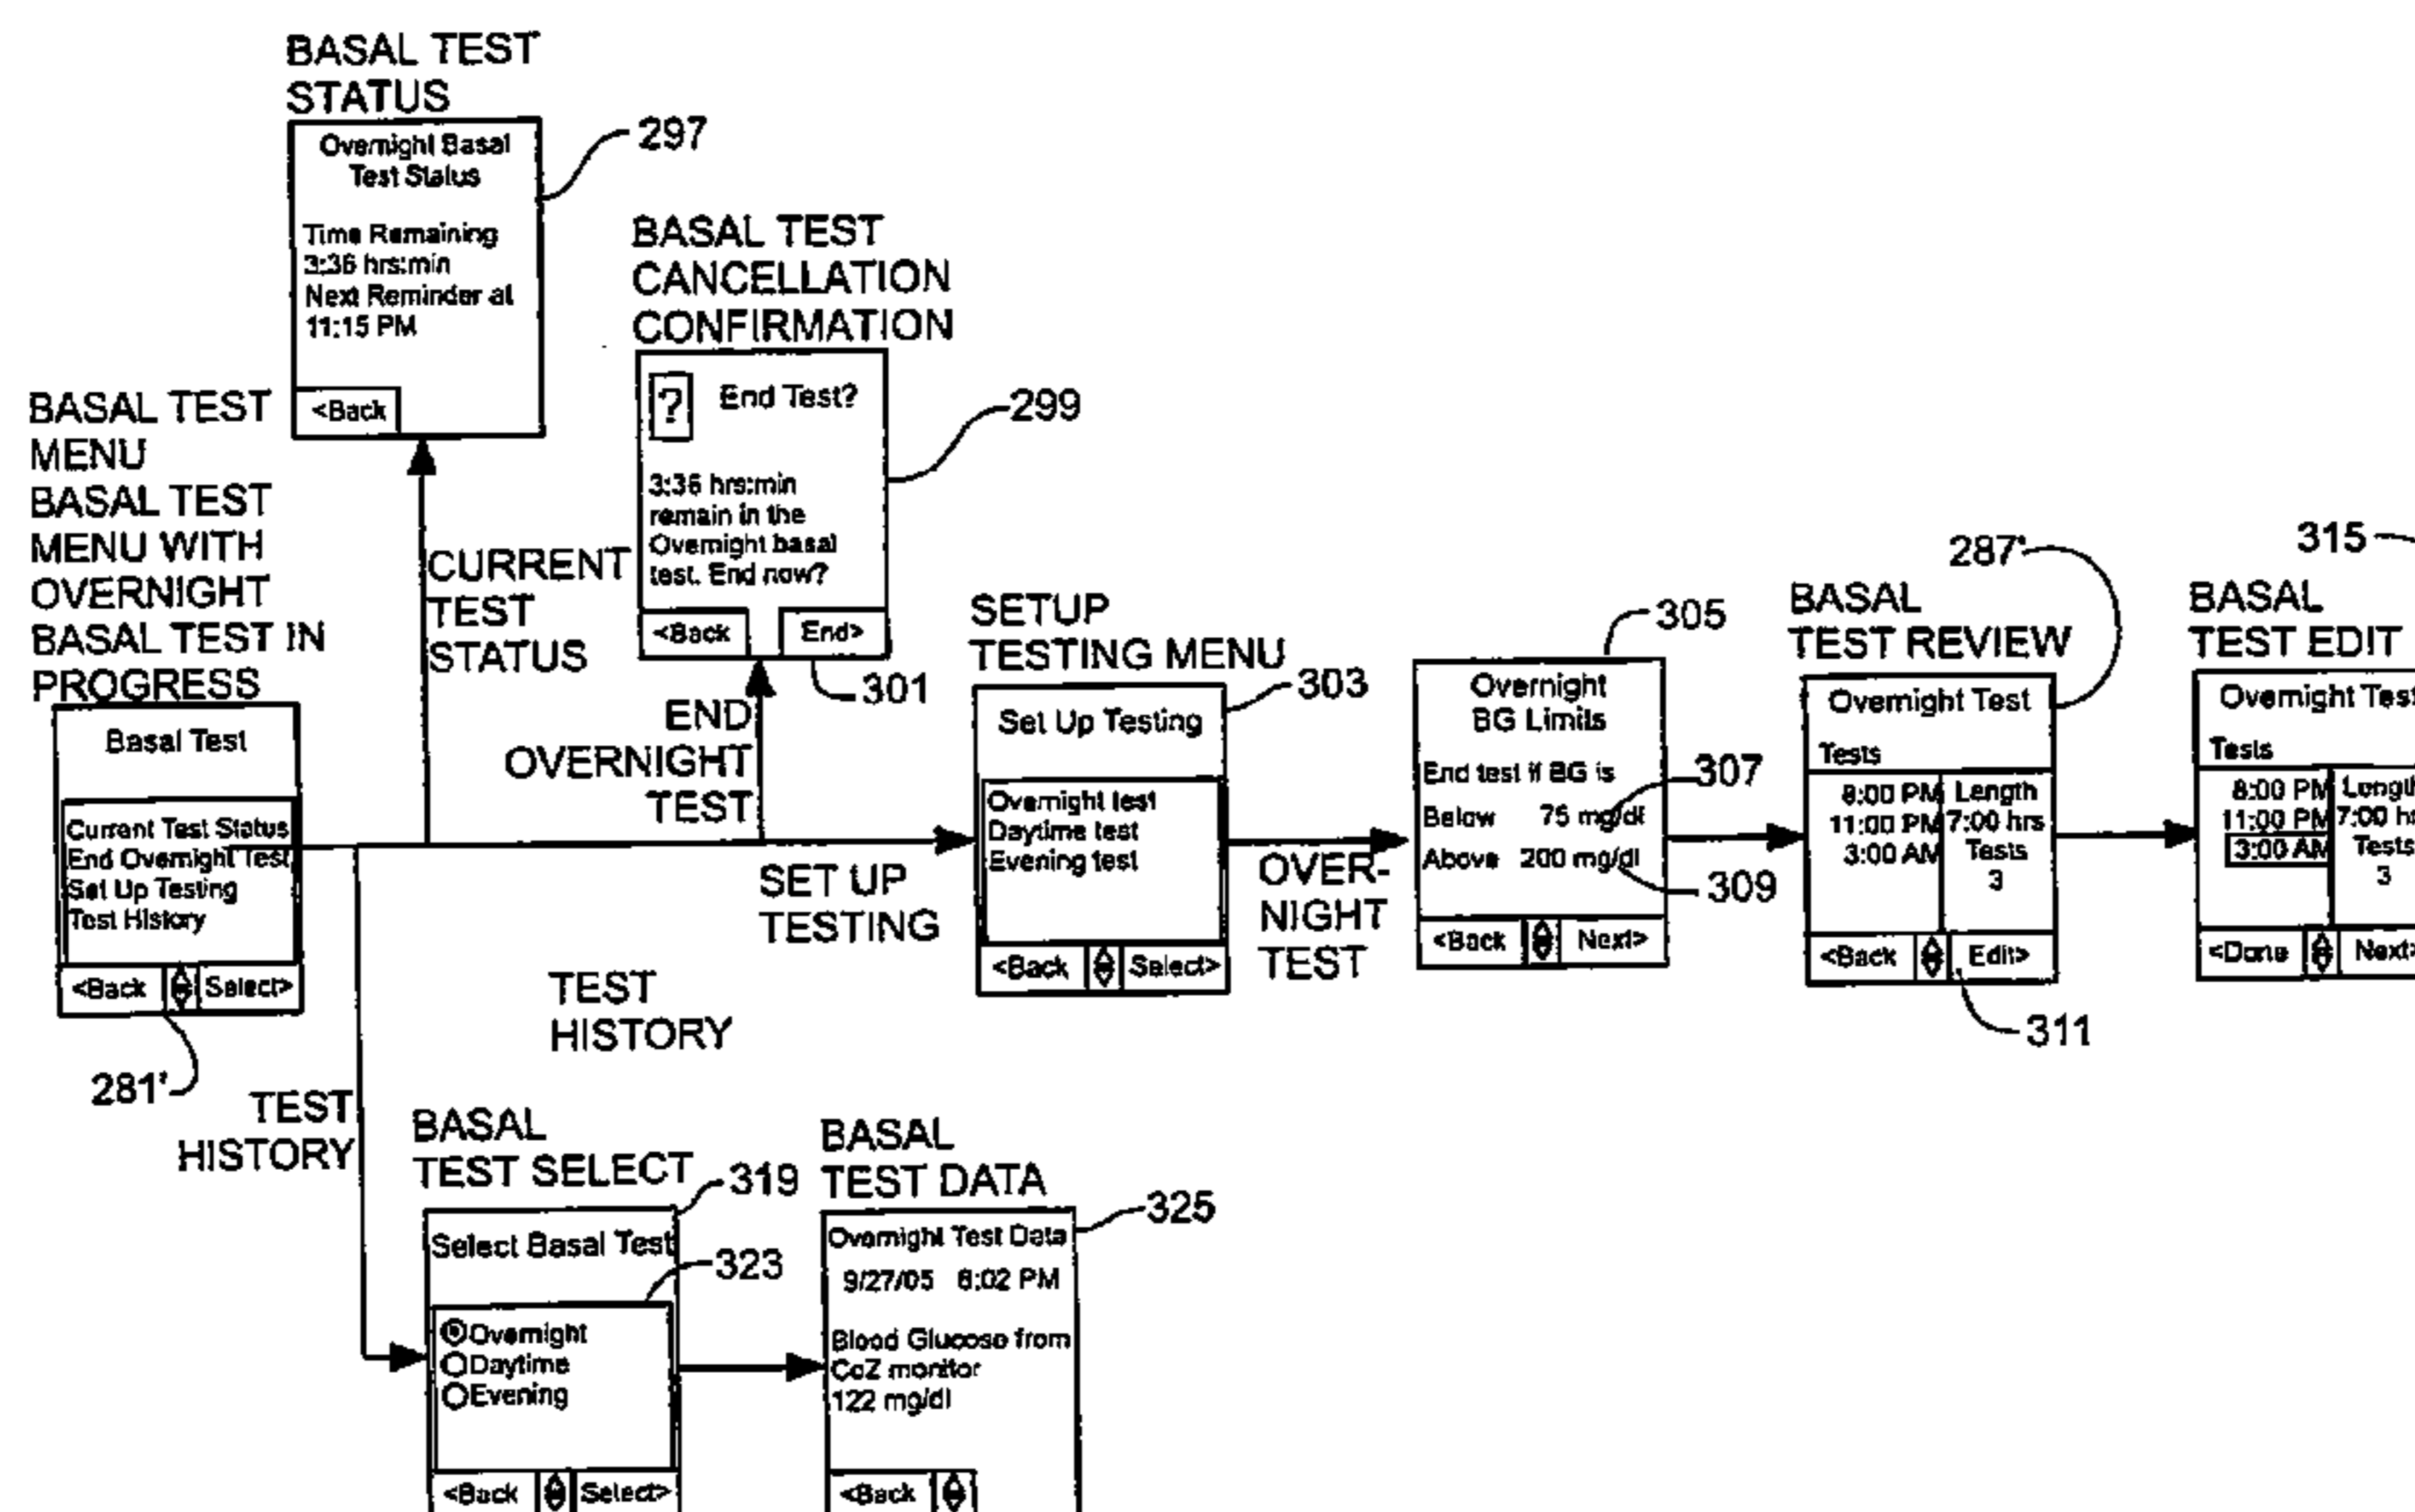 BASAL TEST
STATUS
Overnight Basal
Test Status
Time Remaining
3:36 hrs:min
Next Reminder at
11:15 PM
<Back
297
BASAL TEST
CANCELLATION
CONFIRMATION
? End Test?
3:36 hrs:min
remain in the
Overnight basal
test. End now?
<Back End>
299
301
BASAL TEST
MENU
BASAL TEST
MENU WITH
OVERNIGHT
BASAL TEST IN
PROGRESS
Basal Test
Current Test Status
End Overnight Test
Set Up Testing
Test History
<Back Select>
281'
CURRENT
TEST
STATUS
END
OVERNIGHT
TEST
SET UP
TESTING
TEST
HISTORY
TEST
HISTORY
SETUP
TESTING MENU
Set Up Testing
Overnight test
Daytime test
Evening test
<Back Select>
303
OVER-
NIGHT
TEST
305
Overnight
BG Limits
End test if BG is
Below 75 mg/dl
Above 200 mg/dl
<Back Next>
307
309
287'
BASAL
TEST REVIEW
Overnight Test
Tests
8:00 PM Length
11:00 PM 7:00 hrs
3:00 AM Tests
3
<Back Edit>
311
315
BASAL
TEST EDIT
Overnight Test
Tests
8:00 PM Length
11:00 PM 7:00
3:00 AM Tests
3
<Done Next>
BASAL
TEST SELECT
319
Select Basal Test
323
Overnight
Daytime
Evening
<Back Select>
BASAL
TEST DATA
325
Overnight Test Data
9/27/05 6:02 PM
Blood Glucose from
CoZ monitor
122 mg/dl
<Back